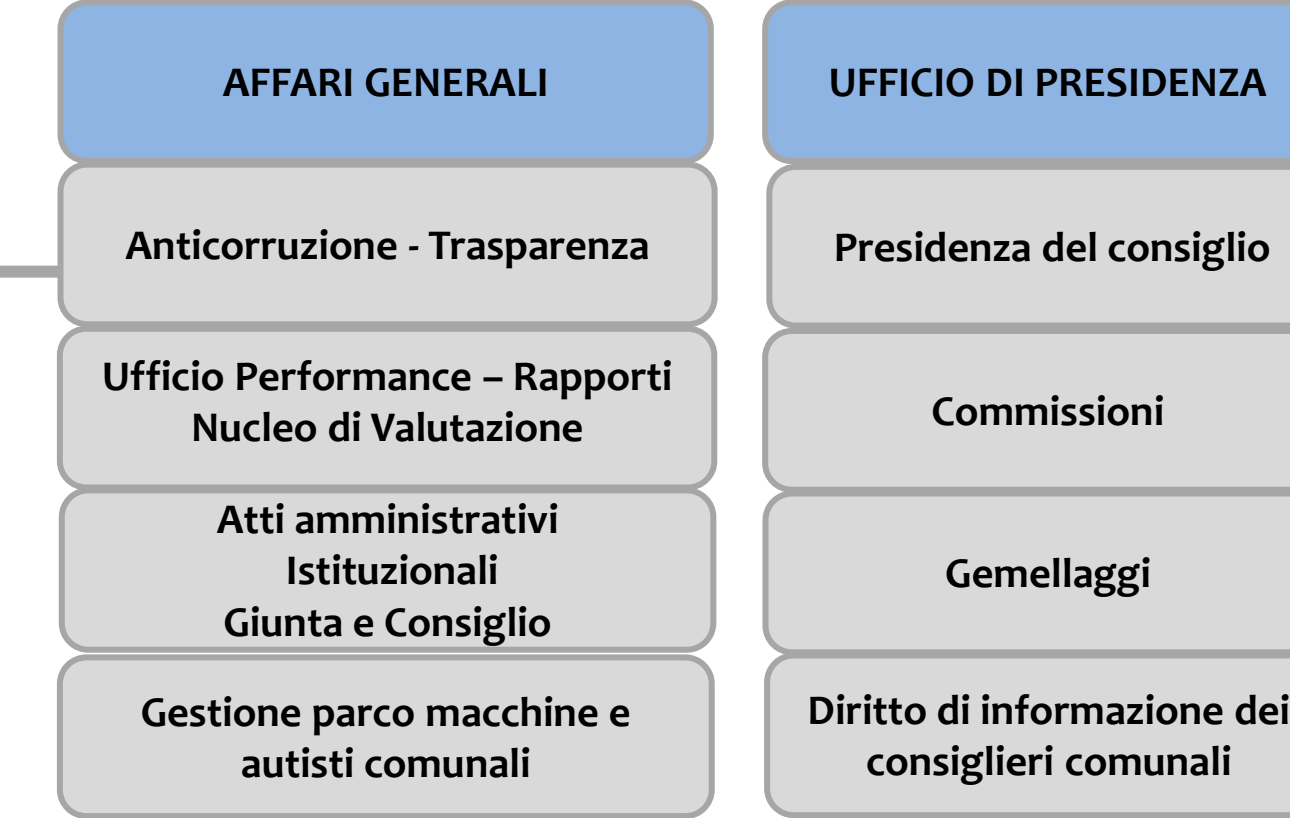 AFFARI GENERALI
Anticorruzione - Trasparenza
Ufficio Performance – Rapporti
Nucleo di Valutazione
Atti amministrativi
Istituzionali
Giunta e Consiglio
Gestione parco macchine e
autisti comunali
UFFICIO DI PRESIDENZA
Presidenza del consiglio
Commissioni
Gemellaggi
Diritto di informazione dei
consiglieri comunali